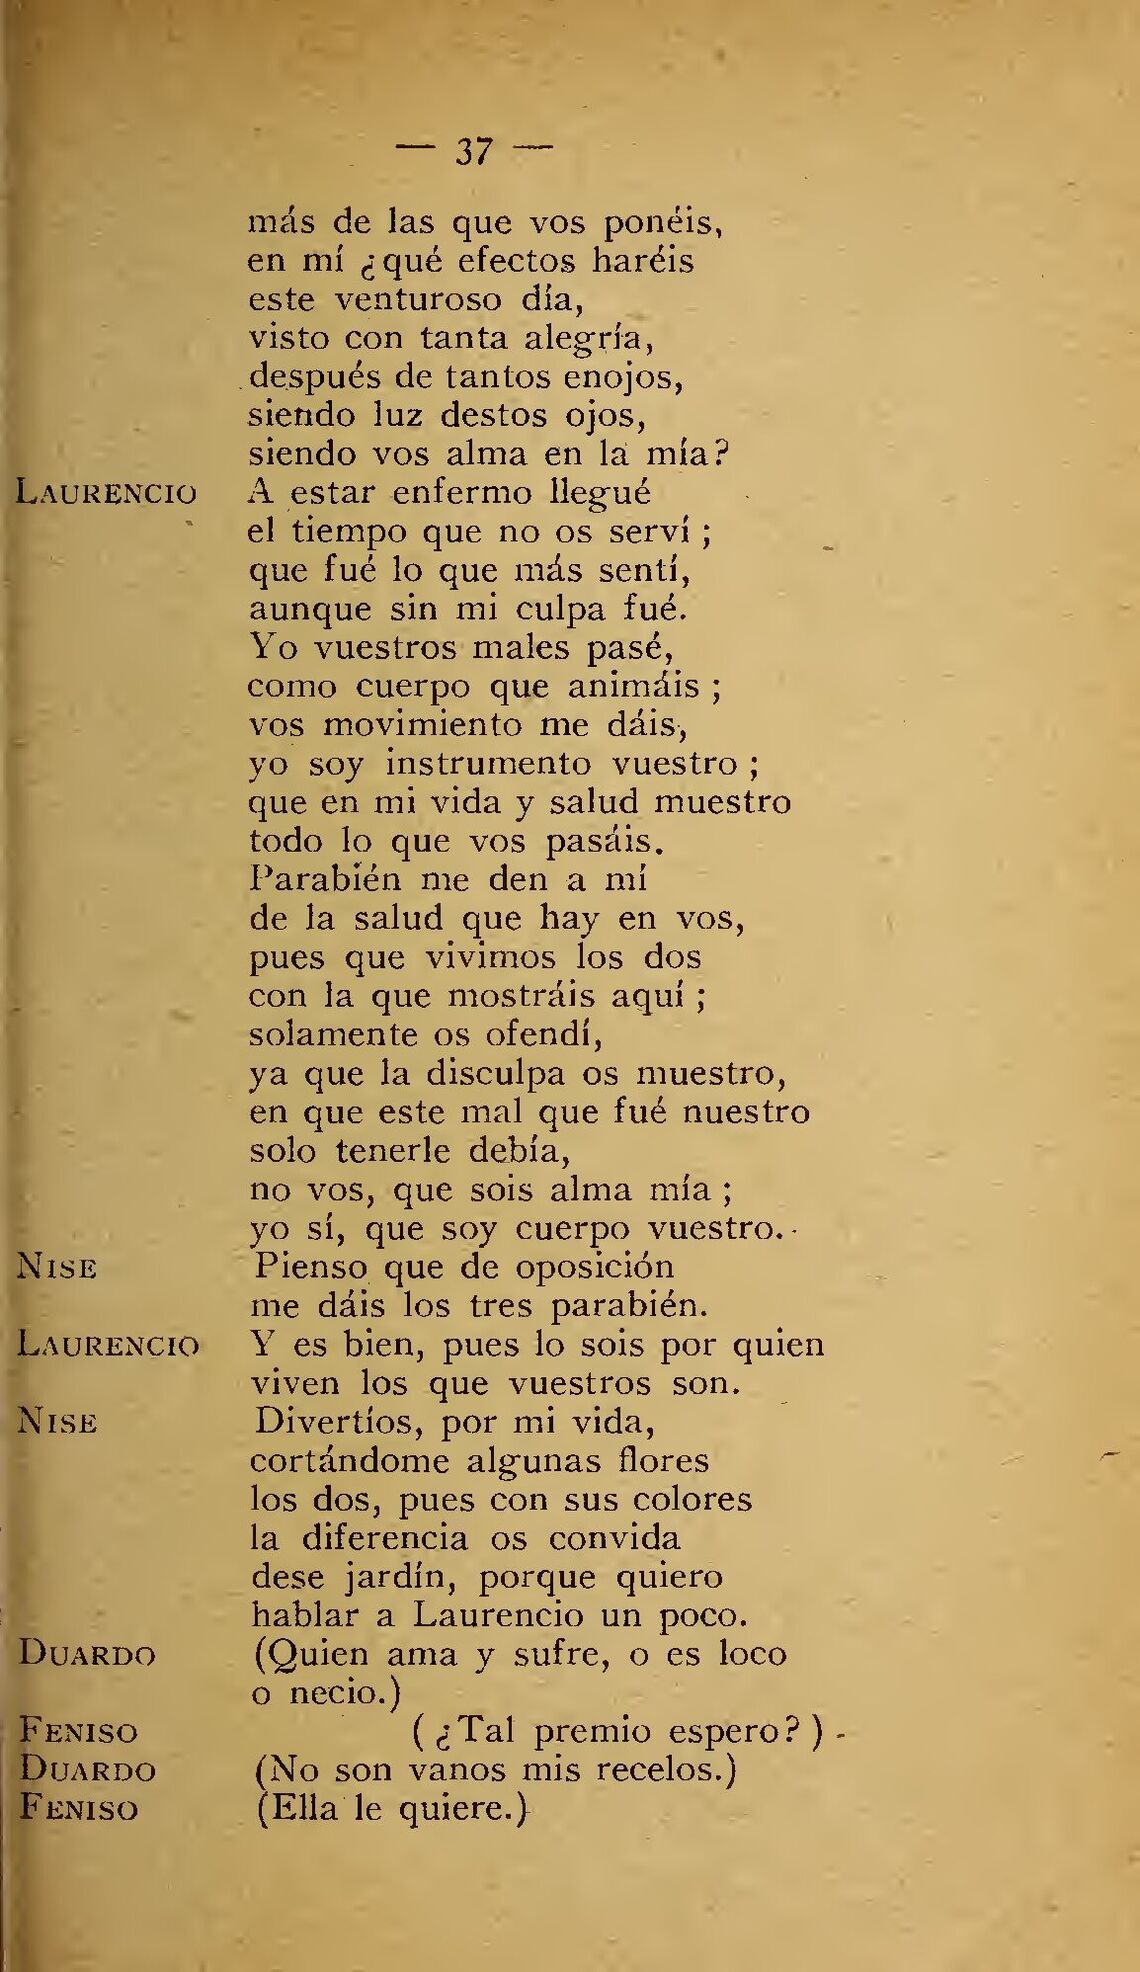 — 37 —
más de las que vos ponéis,
en mí ¿qué efectos haréis
este venturoso día,
visto con tanta alegría,
después de tantos enojos,
siendo luz destos ojos,
siendo vos alma en la mía?
LAURENCIO A estar enfermo llegué
el tiempo que no os serví ;
que fué lo que más sentí,
aunque sin mi culpa fué.
Yo vuestros males pasé,
como cuerpo que animáis ;
vos movimiento me dáis,
yo soy instrumento vuestro ;
que en mi vida y salud muestro
todo lo que vos pasáis.
Parabién me den a mí
de la salud que hay en vos,
pues que vivimos los dos
con la que mostráis aquí ;
solamente os ofendí,
ya que la disculpa os muestro,
en que este mal que fué nuestro
solo tenerle debía,
no vos, que sois alma mía ;
yo sí, que soy cuerpo vuestro.
NISE Pienso que de oposición
me dáis los tres parabién.
LAURENCIO Y es bien, pues lo sois por quien
viven los que vuestros son.
NISE Divertíos, por mi vida,
cortándome algunas flores
los dos, pues con sus colores
la diferencia os convida
dese jardín, porque quiero
hablar a Laurencio un poco.
DUARDO (Quien ama y sufre, o es loco
o necio.)
FENISO (¿Tal premio espero?)
DUARDO (No son vanos mis recelos.)
FENISO (Ella le quiere.)